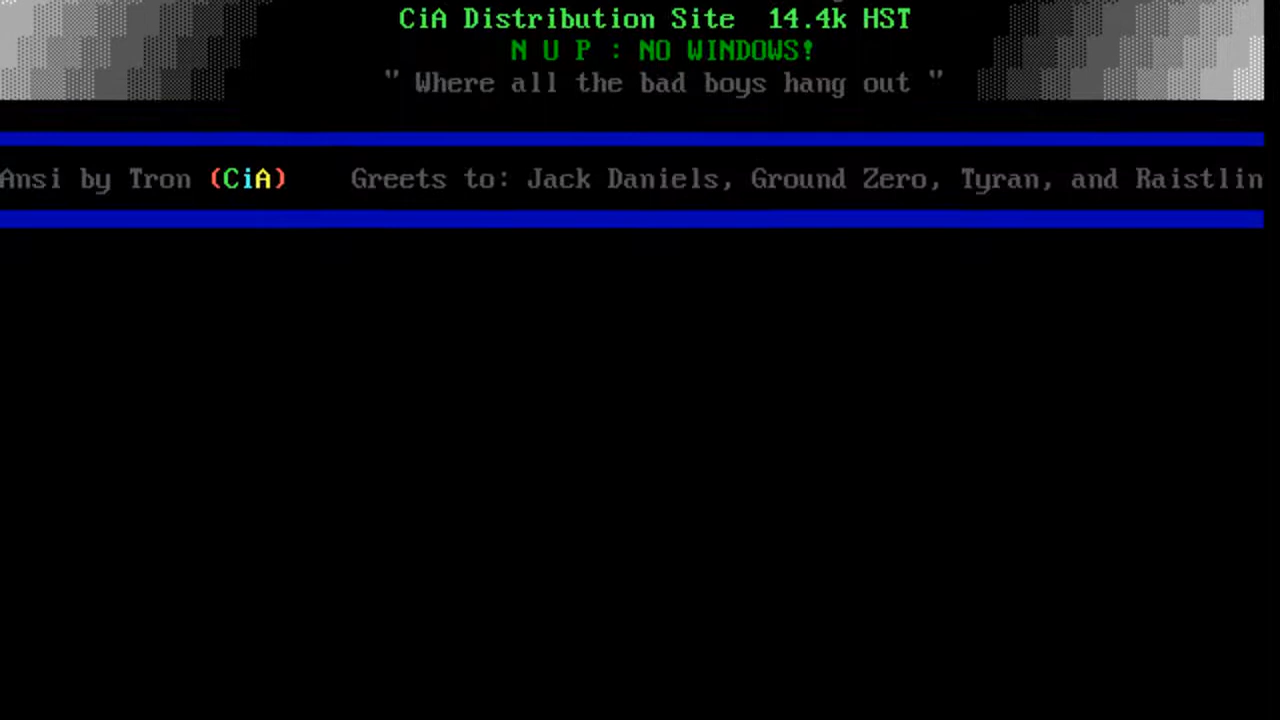 CiA Distribution Site  14.4k HST
N U P : NO WINDOWS!
" Where all the bad boys hang out "
Ansi by Tron (CiA)    Greets to: Jack Daniels, Ground Zero, Tyran, and Raistlin